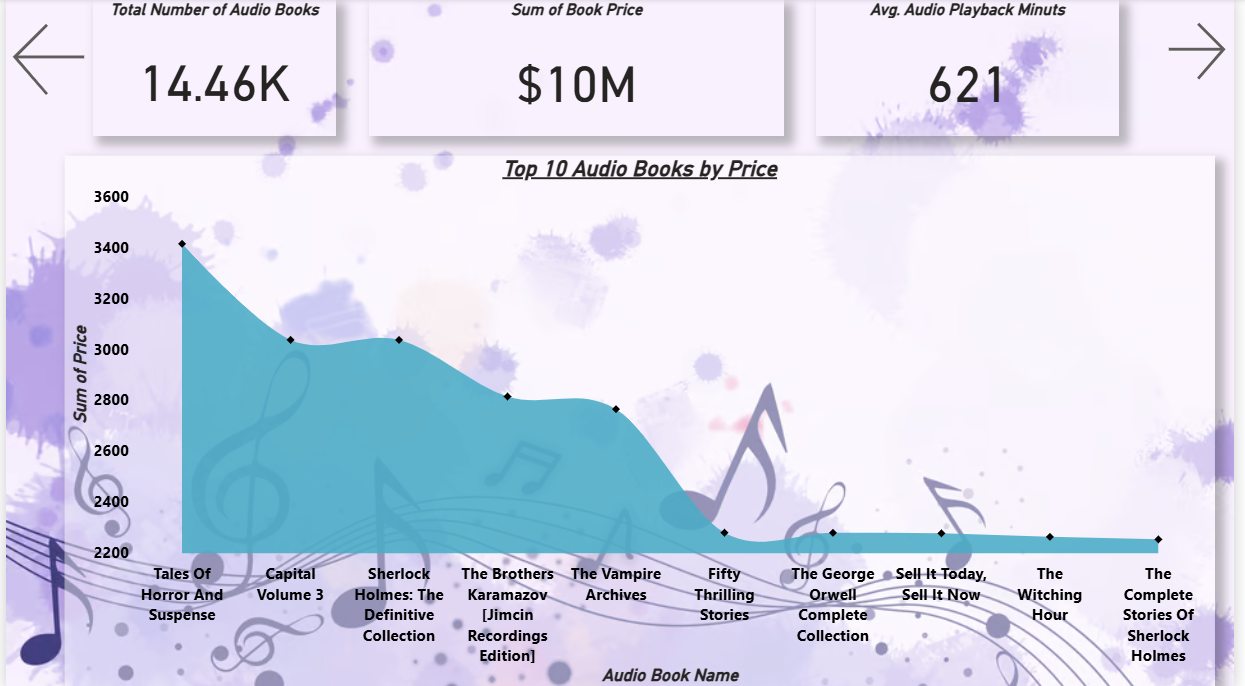 Total Number of Audio Books
14.46K
Sum of Book Price
$10M
Avg. Audio Playback Minuts
621
Top 10 Audio Books by Price
3600
3400
3200
3000
2800
2600
2400
2200
Sum of Price
Tales Of
Horror And
Suspense
Capital
Volume 3
Sherlock
Holmes: The
Definitive
Collection
The Brothers
Karamazov
[Jimcin
Recordings
Edition]
The Vampire
Archives
Fifty
Thrilling
Stories
The George
Orwell
Complete
Collection
Sell It Today,
Sell It Now
The
Witching
Hour
The
Complete
Stories Of
Sherlock
Holmes
Audio Book Name